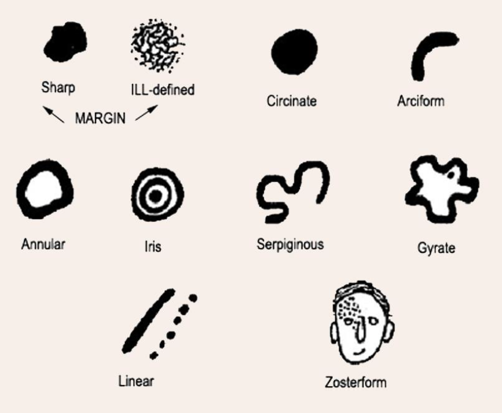 Sharp
ILL-defined
MARGIN
Circinate
Arciform
Annular
Iris
Serpiginous
Gyrate
Linear
Zosterform